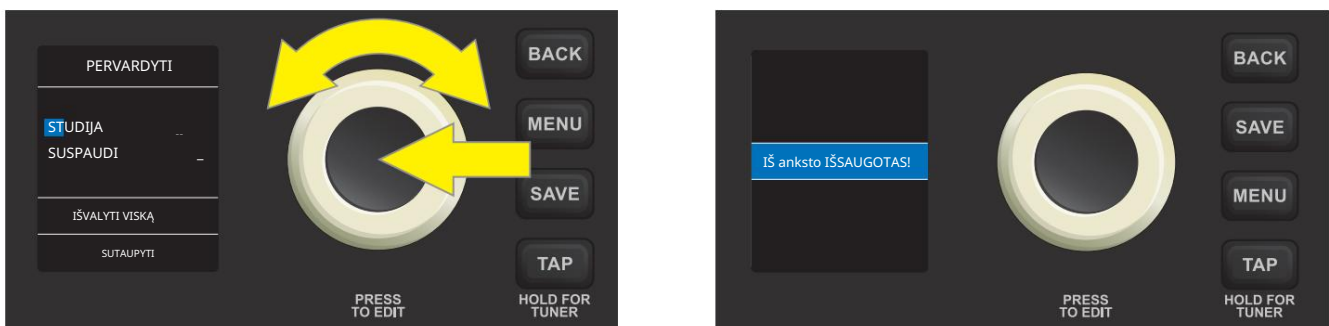 PERVARDYTI
STUDIJA __
SUSPAUDI _
IŠVALYTI VISKĄ
SUTAUPYTI
BACK
MENU
SAVE
TAP
PRESS
TO EDIT
HOLD FOR
TUNER
IŠ anksto IŠSAUGOTAS!
BACK
SAVE
MENU
TAP
PRESS
TO EDIT
HOLD FOR
TUNER